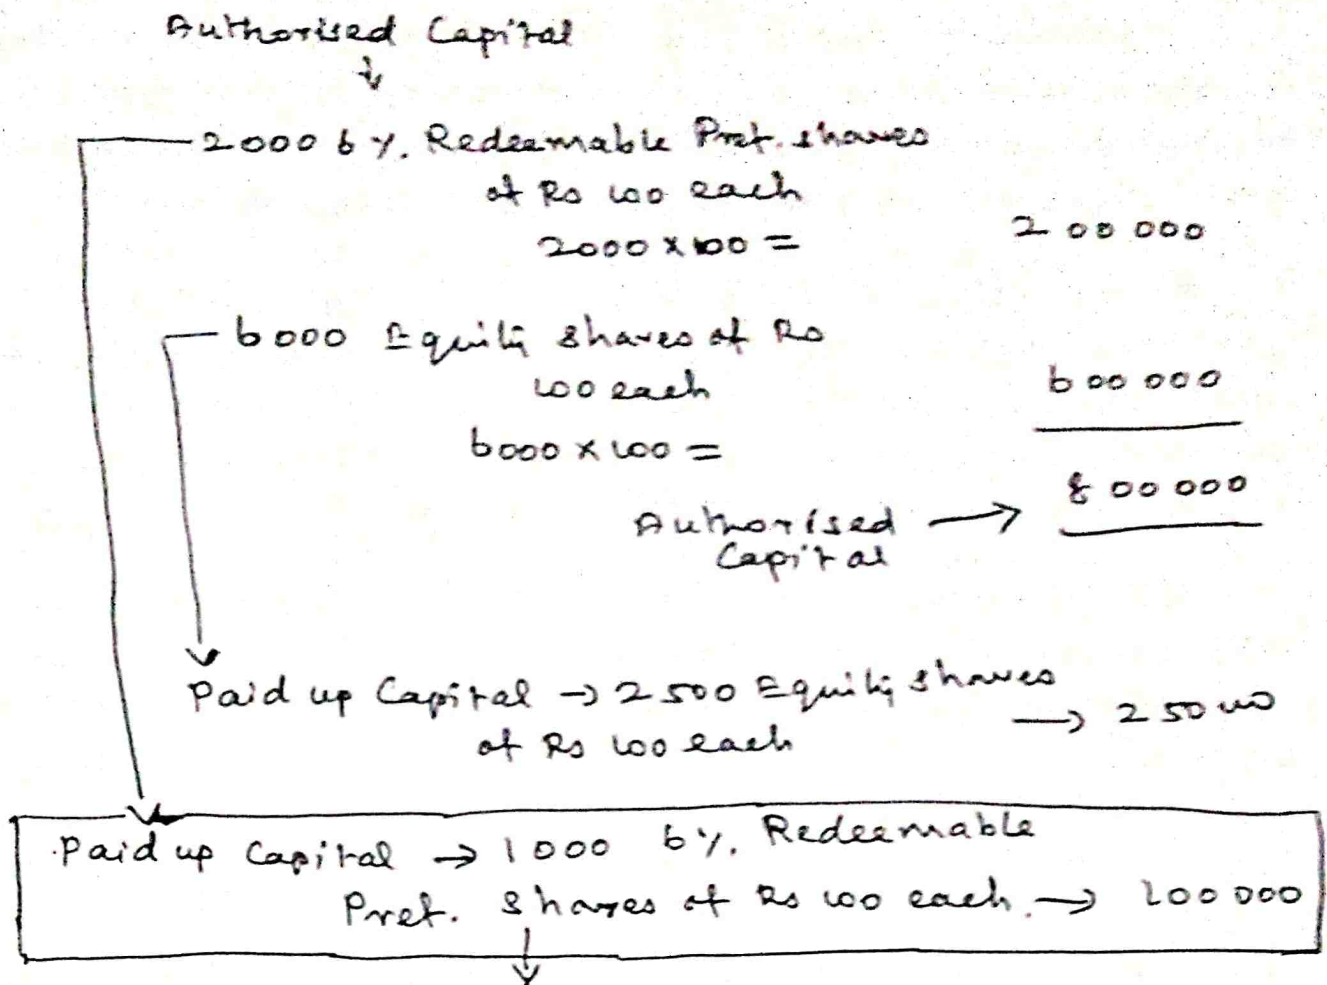 Authorised Capital
2000 6%. Redeemable Pref. shares
of Rs 100 each
2000 x 100 = 2 00 000
6000 Equity shares of Rs
100 each 6 00 000
6000 x 100 =
8 00 000
Authorised →
Capital
Paid up Capital → 2500 Equity shares
→ 250 000
of Rs 100 each
Paid up Capital → 1000 6%. Redeemable
Pref. shares of Rs 100 each. → 100 000